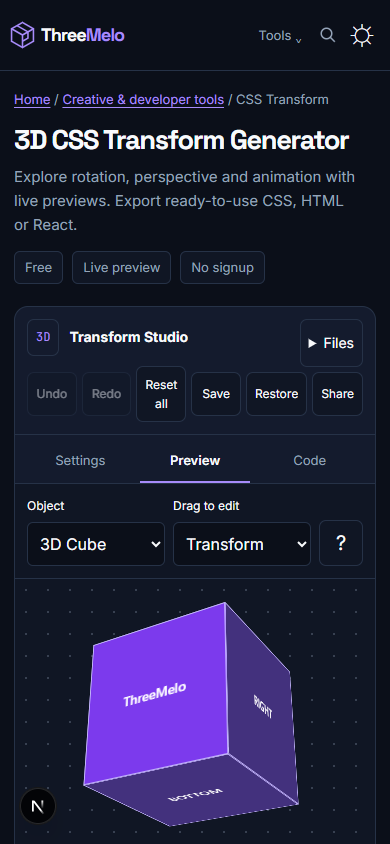 ThreeMelo
Tools
Home / Creative & developer tools / CSS Transform
3D CSS Transform Generator
Explore rotation, perspective and animation with
live previews. Export ready-to-use CSS, HTML
or React.
Free
Live preview
No signup
3D
Transform Studio
▶ Files
Undo
Redo
Reset
all
Save
Restore
Share
Settings
Preview
Code
Object
Drag to edit
3D Cube
Transform
?
ThreeMelo
RIGHT
BOTTOM
N